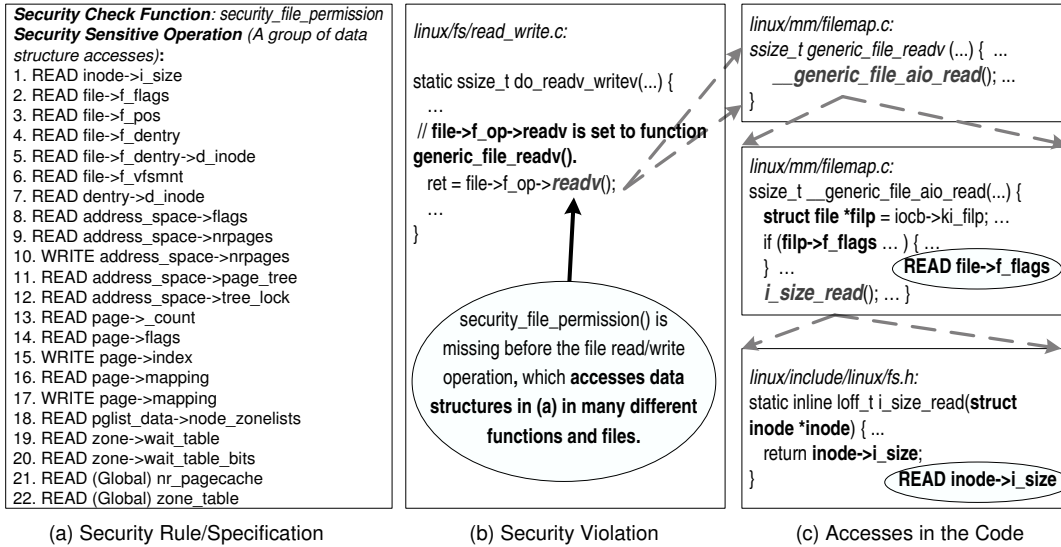 Security Check Function: security_file_permission
Security Sensitive Operation (A group of data
structure accesses):
1. READ inode->i_size
2. READ file->f_flags
3. READ file->f_pos
4. READ file->f_dentry
5. READ file->f_dentry->d_inode
6. READ file->f_vfsmnt
7. READ dentry->d_inode
8. READ address_space->flags
9. READ address_space->nrpages
10. WRITE address_space->nrpages
11. READ address_space->page_tree
12. READ address_space->tree_lock
13. READ page->_count
14. READ page->flags
15. WRITE page->index
16. READ page->mapping
17. WRITE page->mapping
18. READ pglist_data->node_zonelists
19. READ zone->wait_table
20. READ zone->wait_table_bits
21. READ (Global) nr_pagecache
22. READ (Global) zone_table
(a) Security Rule/Specification
linux/fs/read_write.c:
static ssize_t do_readv_writev(...) {
…
// file->f_op->readv is set to function
generic_file_readv().
ret = file->f_op->readv();
…
}
security_file_permission() is
missing before the file read/write
operation, which accesses data
structures in (a) in many different
functions and files.
(b) Security Violation
linux/mm/filemap.c:
ssize_t generic_file_readv (...) { …
__generic_file_aio_read(); ...
}
linux/mm/filemap.c:
ssize_t __generic_file_aio_read(...) {
struct file *filp = iocb->ki_filp; …
if (filp->f_flags … ) { …
} …
READ file->f_flags
i_size_read(); … }
linux/include/linux/fs.h:
static inline loff_t i_size_read(struct
inode *inode) { ...
return inode->i_size;
}
READ inode->i_size
(c) Accesses in the Code